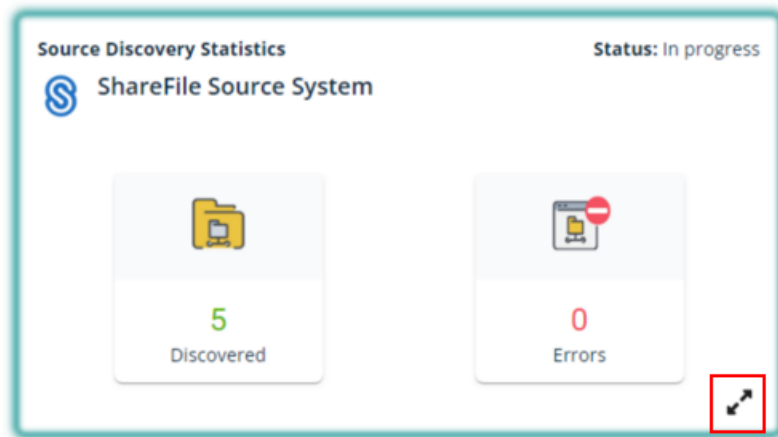 Source Discovery Statistics Status: In progress
ShareFile Source System
5 0
Discovered Errors